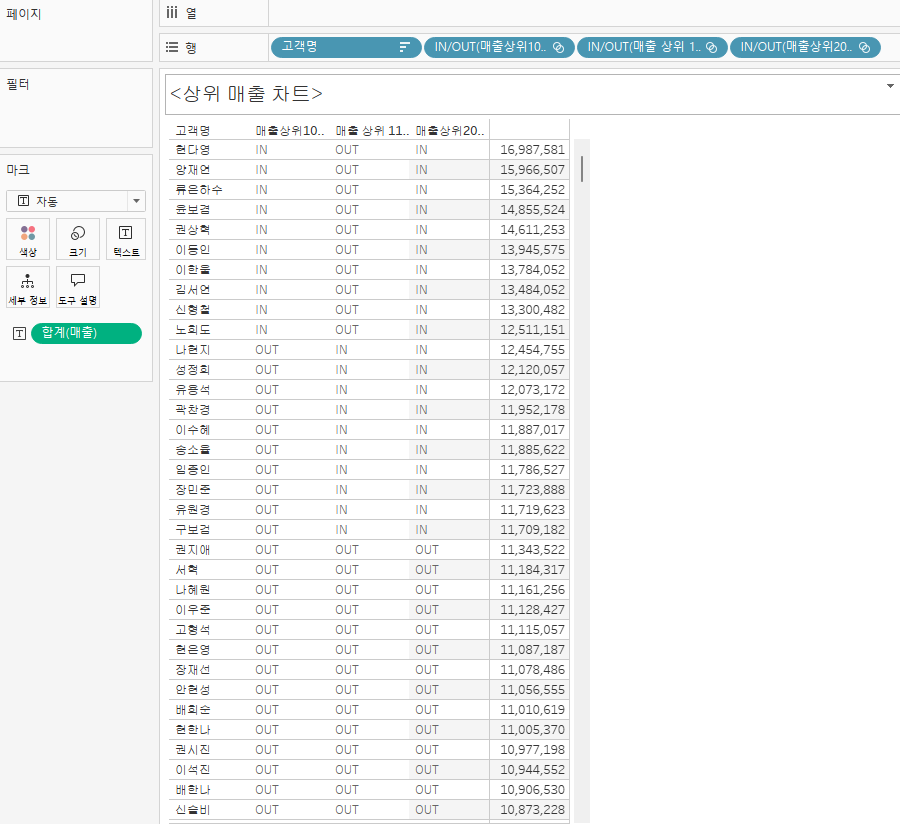 페이지
열
행
고객명
IN/OUT(매출상위10..
IN/OUT(매출 상위 1..
IN/OUT(매출상위20..
필터
<상위 매출 차트>
마크
자동
색상
크기
텍스트
세부 정보
도구 설명
합계(매출)
고객명 매출상위10.. 매출 상위 11.. 매출상위20..
현다영 IN OUT IN 16,987,581
양재연 IN OUT IN 15,966,507
류은하수 IN OUT IN 15,364,252
윤보겸 IN OUT IN 14,855,524
권상혁 IN OUT IN 14,611,253
이동인 IN OUT IN 13,945,575
이한울 IN OUT IN 13,784,052
김서연 IN OUT IN 13,484,052
신형철 IN OUT IN 13,300,482
노희도 IN OUT IN 12,511,151
나현지 OUT IN IN 12,454,755
성정희 OUT IN IN 12,120,057
유용석 OUT IN IN 12,073,172
곽찬경 OUT IN IN 11,952,178
이수혜 OUT IN IN 11,887,017
송소율 OUT IN IN 11,885,622
임종인 OUT IN IN 11,786,527
장민준 OUT IN IN 11,723,888
유원경 OUT IN IN 11,719,623
구보검 OUT IN IN 11,709,182
권지애 OUT OUT OUT 11,343,522
서혁 OUT OUT OUT 11,184,317
나혜원 OUT OUT OUT 11,161,256
이우준 OUT OUT OUT 11,128,427
고형석 OUT OUT OUT 11,115,057
현은영 OUT OUT OUT 11,087,187
장재선 OUT OUT OUT 11,078,486
안현성 OUT OUT OUT 11,056,555
배희순 OUT OUT OUT 11,010,619
현한나 OUT OUT OUT 11,005,370
권시진 OUT OUT OUT 10,977,198
이석진 OUT OUT OUT 10,944,552
배한나 OUT OUT OUT 10,906,530
신슬비 OUT OUT OUT 10,873,228